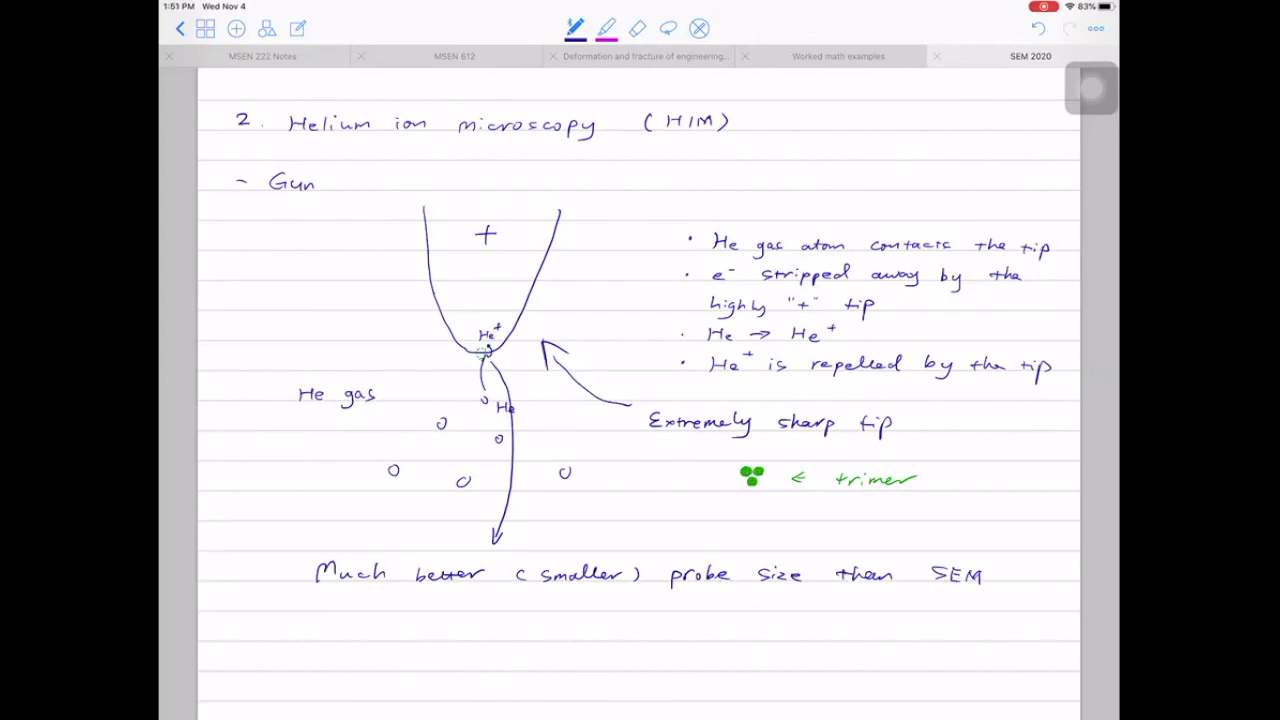 1:51 PM Wed Nov 4
83%
MSEN 222 Notes
MSEN 612
Deformation and fracture of engineering...
Worked math examples
SEM 2020
2. Helium ion microscopy (HIM)
- Gun
+
• He gas atom contacts the tip
• e⁻ stripped away by the
highly "+" tip
• He → He⁺
• He⁺ is repelled by the tip
He⁺
He gas
He
Extremely sharp tip
← trimer
Much better (smaller) probe size than SEM